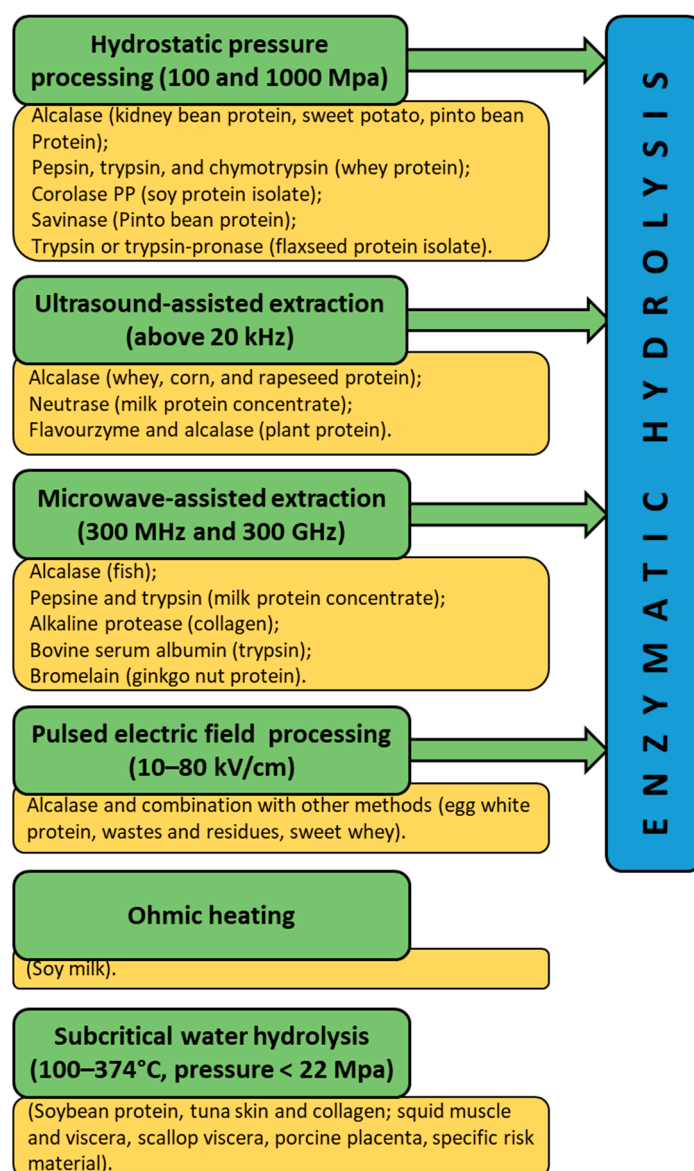 Hydrostatic pressure
processing (100 and 1000 Mpa)
Alcalase (kidney bean protein, sweet potato, pinto bean
Protein);
Pepsin, trypsin, and chymotrypsin (whey protein);
Corolase PP (soy protein isolate);
Savinase (Pinto bean protein);
Trypsin or trypsin-pronase (flaxseed protein isolate).
Ultrasound-assisted extraction
(above 20 kHz)
Alcalase (whey, corn, and rapeseed protein);
Neutrase (milk protein concentrate);
Flavourzyme and alcalase (plant protein).
Microwave-assisted extraction
(300 MHz and 300 GHz)
Alcalase (fish);
Pepsine and trypsin (milk protein concentrate);
Alkaline protease (collagen);
Bovine serum albumin (trypsin);
Bromelain (ginkgo nut protein).
Pulsed electric field processing
(10–80 kV/cm)
Alcalase and combination with other methods (egg white
protein, wastes and residues, sweet whey).
Ohmic heating
(Soy milk).
Subcritical water hydrolysis
(100–374°C, pressure < 22 Mpa)
(Soybean protein, tuna skin and collagen; squid muscle
and viscera, scallop viscera, porcine placenta, specific risk
material).
ENZYMATIC HYDROLYSIS